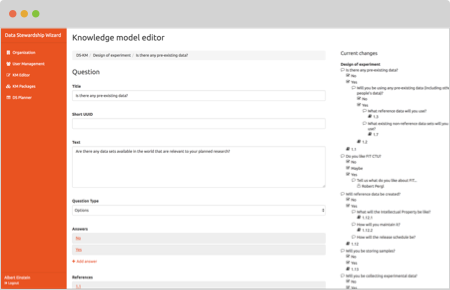 Data Stewardship Wizard
Organization
User Management
KM Editor
KM Packages
DS Planner
Albert Einstein
Logout
Knowledge model editor
DS-KM / Design of experiment / Is there any pre-existing data?
Question
Title
Is there any pre-existing data?
Short UUID
Text
Are there any data sets available in the world that are relevant to your planned research?
Question Type
Options
Answers
No
Yes
Add answer
References
1.1
Current changes
Design of experiment
Is there any pre-existing data?
No
Yes
Will you be using any pre-existing data (including other
people's data)?
No
Yes
What reference data will you use?
1.3
What existing non-reference data sets will you
use?
1.7
1.2
1.1
Do you like FIT CTU?
No
Maybe
Yes
Tell us what do you like about FIT...
Robert Pergl
Will reference data be created?
No
Yes
What will the Intellectual Property be like?
1.12.1
How will you maintain it?
1.12.2
How will the release schedule be?
1.12
Will you be storing samples?
No
Yes
1.13
Will you be collecting experimental data?
No
Yes